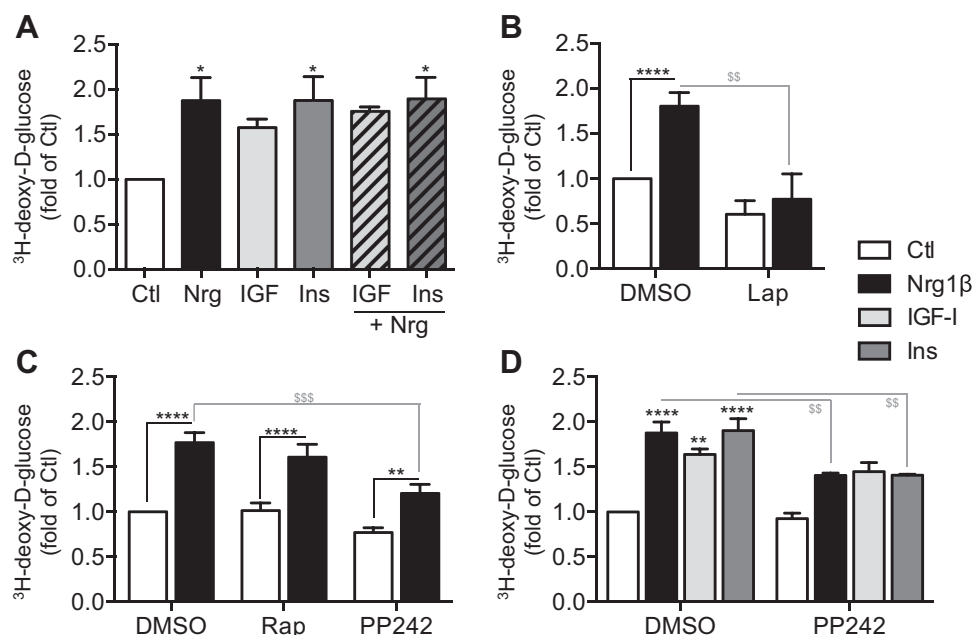 A
³H-deoxy-D-glucose
(fold of Ctl)
2.5
2.0
1.5
1.0
0.5
0.0
* * *
Ctl Nrg IGF Ins IGF Ins
+ Nrg
B
³H-deoxy-D-glucose
(fold of Ctl)
2.5
2.0
1.5
1.0
0.5
0.0
**** $$
DMSO Lap
Ctl
Nrg1β
IGF-I
Ins
C
³H-deoxy-D-glucose
(fold of Ctl)
2.5
2.0
1.5
1.0
0.5
0.0
$$$
**** **** **
DMSO Rap PP242
D
³H-deoxy-D-glucose
(fold of Ctl)
2.5
2.0
1.5
1.0
0.5
0.0
**** ** **** $$ $$
DMSO PP242